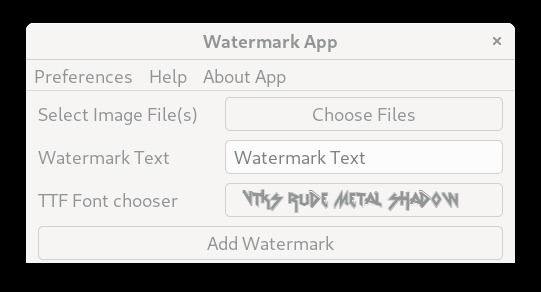 Watermark App ×
Preferences Help About App
Select Image File(s) Choose Files
Watermark Text Watermark Text
TTF Font chooser Vtks Rude Metal Shadow
Add Watermark